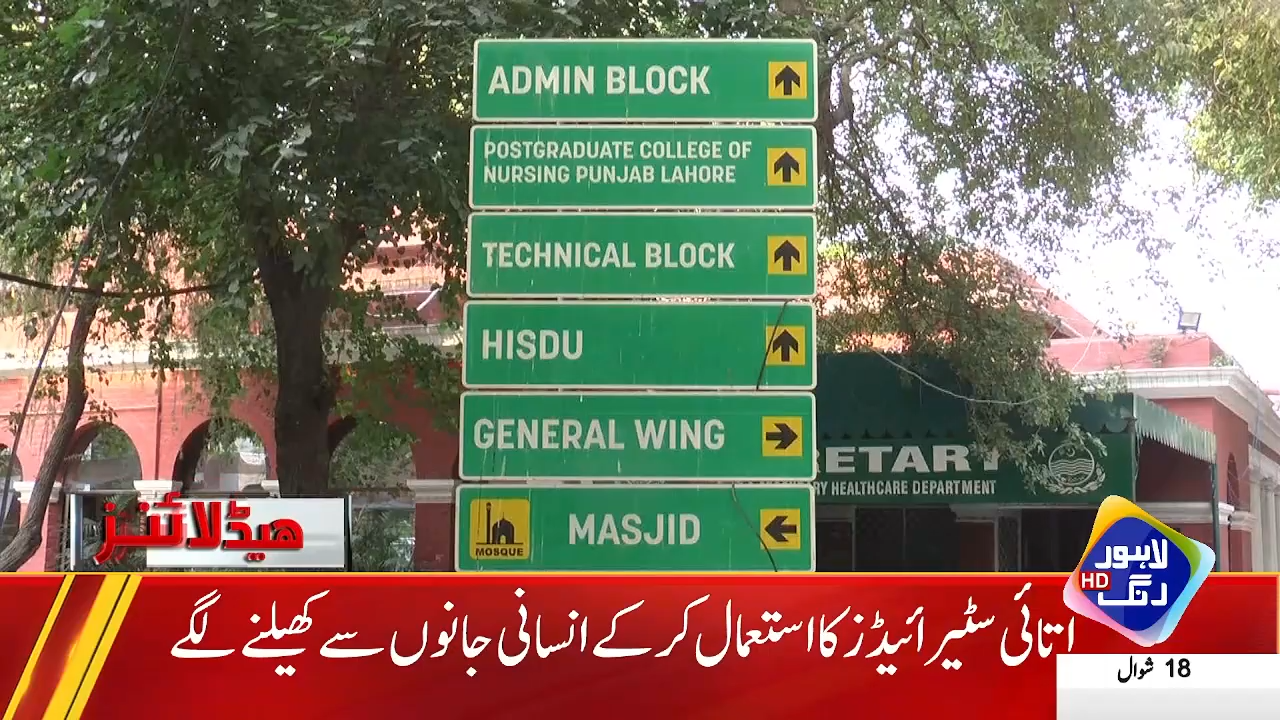 ADMIN BLOCK
POSTGRADUATE COLLEGE OF
NURSING PUNJAB LAHORE
TECHNICAL BLOCK
HISDU
GENERAL WING
MOSQUE
MASJID
RETARY
HEALTHCARE DEPARTMENT
ہیڈلائنز
لاہور
رنگ
HD
اتائی سٹیرائیڈز کا استعمال کر کے انسانی جانوں سے کھیلنے لگے
18 شوال